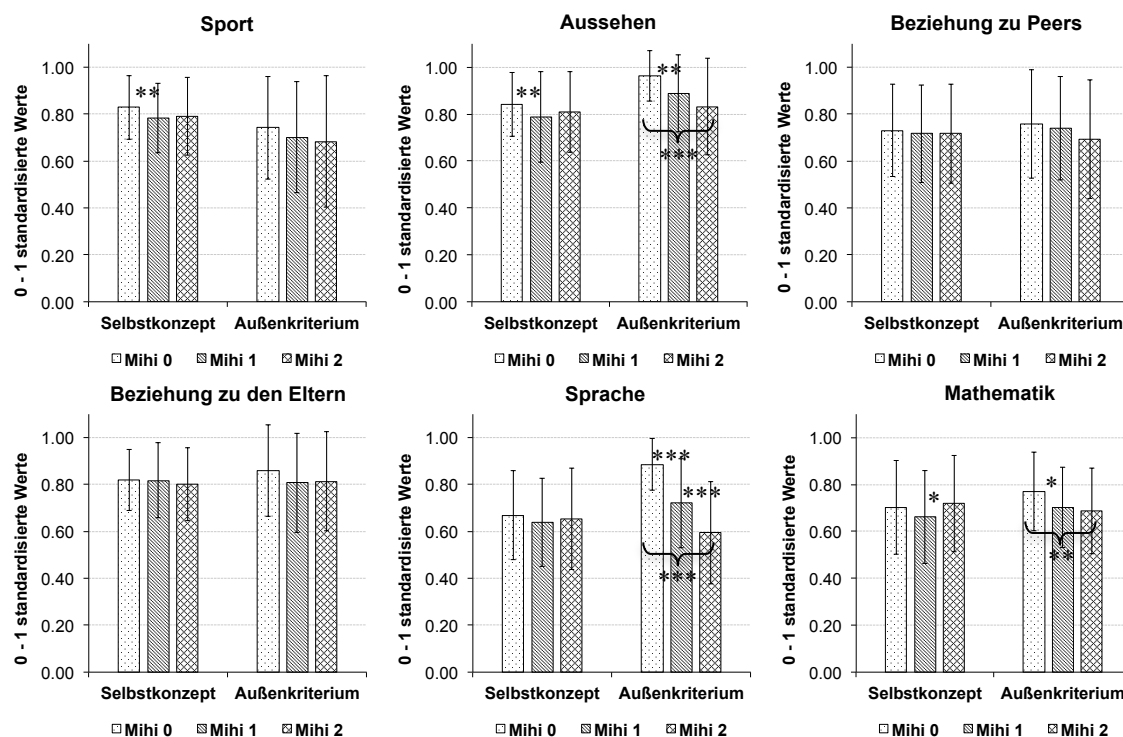 Sport
0 - 1 standardisierte Werte
1.00
0.80
0.60
0.40
0.20
0.00
**
Selbstkonzept Außenkriterium
Mihi 0 Mihi 1 Mihi 2
Aussehen
0 - 1 standardisierte Werte
1.00
0.80
0.60
0.40
0.20
0.00
**
**
***
Selbstkonzept Außenkriterium
Mihi 0 Mihi 1 Mihi 2
Beziehung zu Peers
0 - 1 standardisierte Werte
1.00
0.80
0.60
0.40
0.20
0.00
Selbstkonzept Außenkriterium
Mihi 0 Mihi 1 Mihi 2
Beziehung zu den Eltern
0 - 1 standardisierte Werte
1.00
0.80
0.60
0.40
0.20
0.00
Selbstkonzept Außenkriterium
Mihi 0 Mihi 1 Mihi 2
Sprache
0 - 1 standardisierte Werte
1.00
0.80
0.60
0.40
0.20
0.00
***
***
***
Selbstkonzept Außenkriterium
Mihi 0 Mihi 1 Mihi 2
Mathematik
0 - 1 standardisierte Werte
1.00
0.80
0.60
0.40
0.20
0.00
*
*
**
Selbstkonzept Außenkriterium
Mihi 0 Mihi 1 Mihi 2